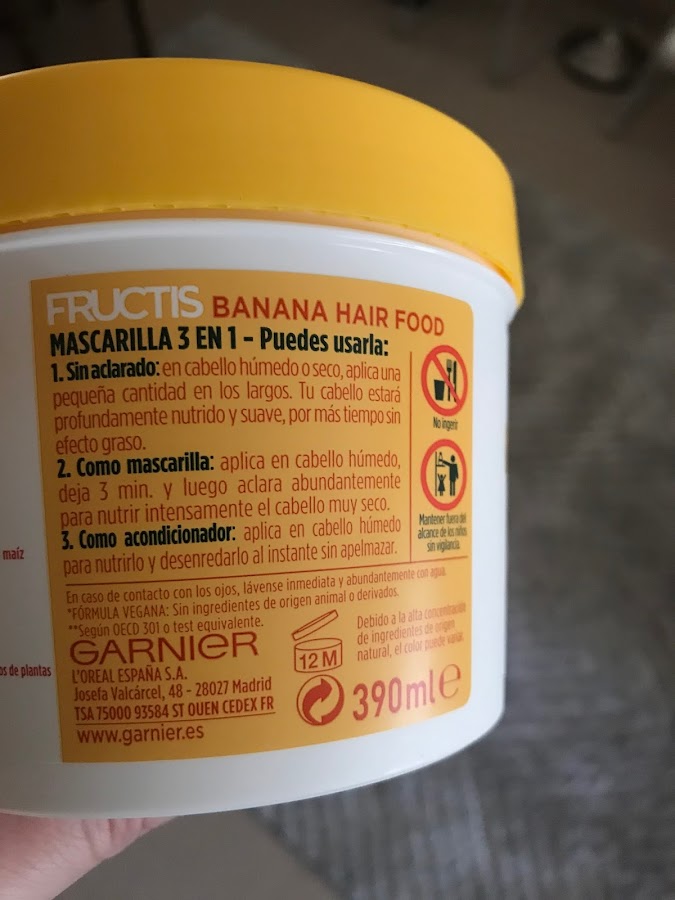 FRUCTIS BANANA HAIR FOOD
MASCARILLA 3 EN 1 - Puedes usarla:
1. Sin aclarado: en cabello húmedo o seco, aplica una
pequeña cantidad en los largos. Tu cabello estará
profundamente nutrido y suave, por más tiempo sin
efecto graso.
2. Como mascarilla: aplica en cabello húmedo,
deja 3 min. y luego aclara abundantemente
para nutrir intensamente el cabello muy seco.
3. Como acondicionador: aplica en cabello húmedo
para nutrirlo y desenredarlo al instante sin apelmazar.
No ingerir
Mantener fuera del
alcance de los niños
sin vigilancia.
En caso de contacto con los ojos, lávense inmediata y abundantemente con agua.
*FÓRMULA VEGANA: Sin ingredientes de origen animal o derivados.
**Según OECD 301 o test equivalente.
GARNIER
L'OREAL ESPAÑA S.A.
Josefa Valcárcel, 48 - 28027 Madrid
TSA 75000 93584 ST OUEN CEDEX FR
www.garnier.es
12 M
Debido a la alta concentración
de ingredientes de origen
natural, el color puede variar.
390ml e
maíz
os de plantas